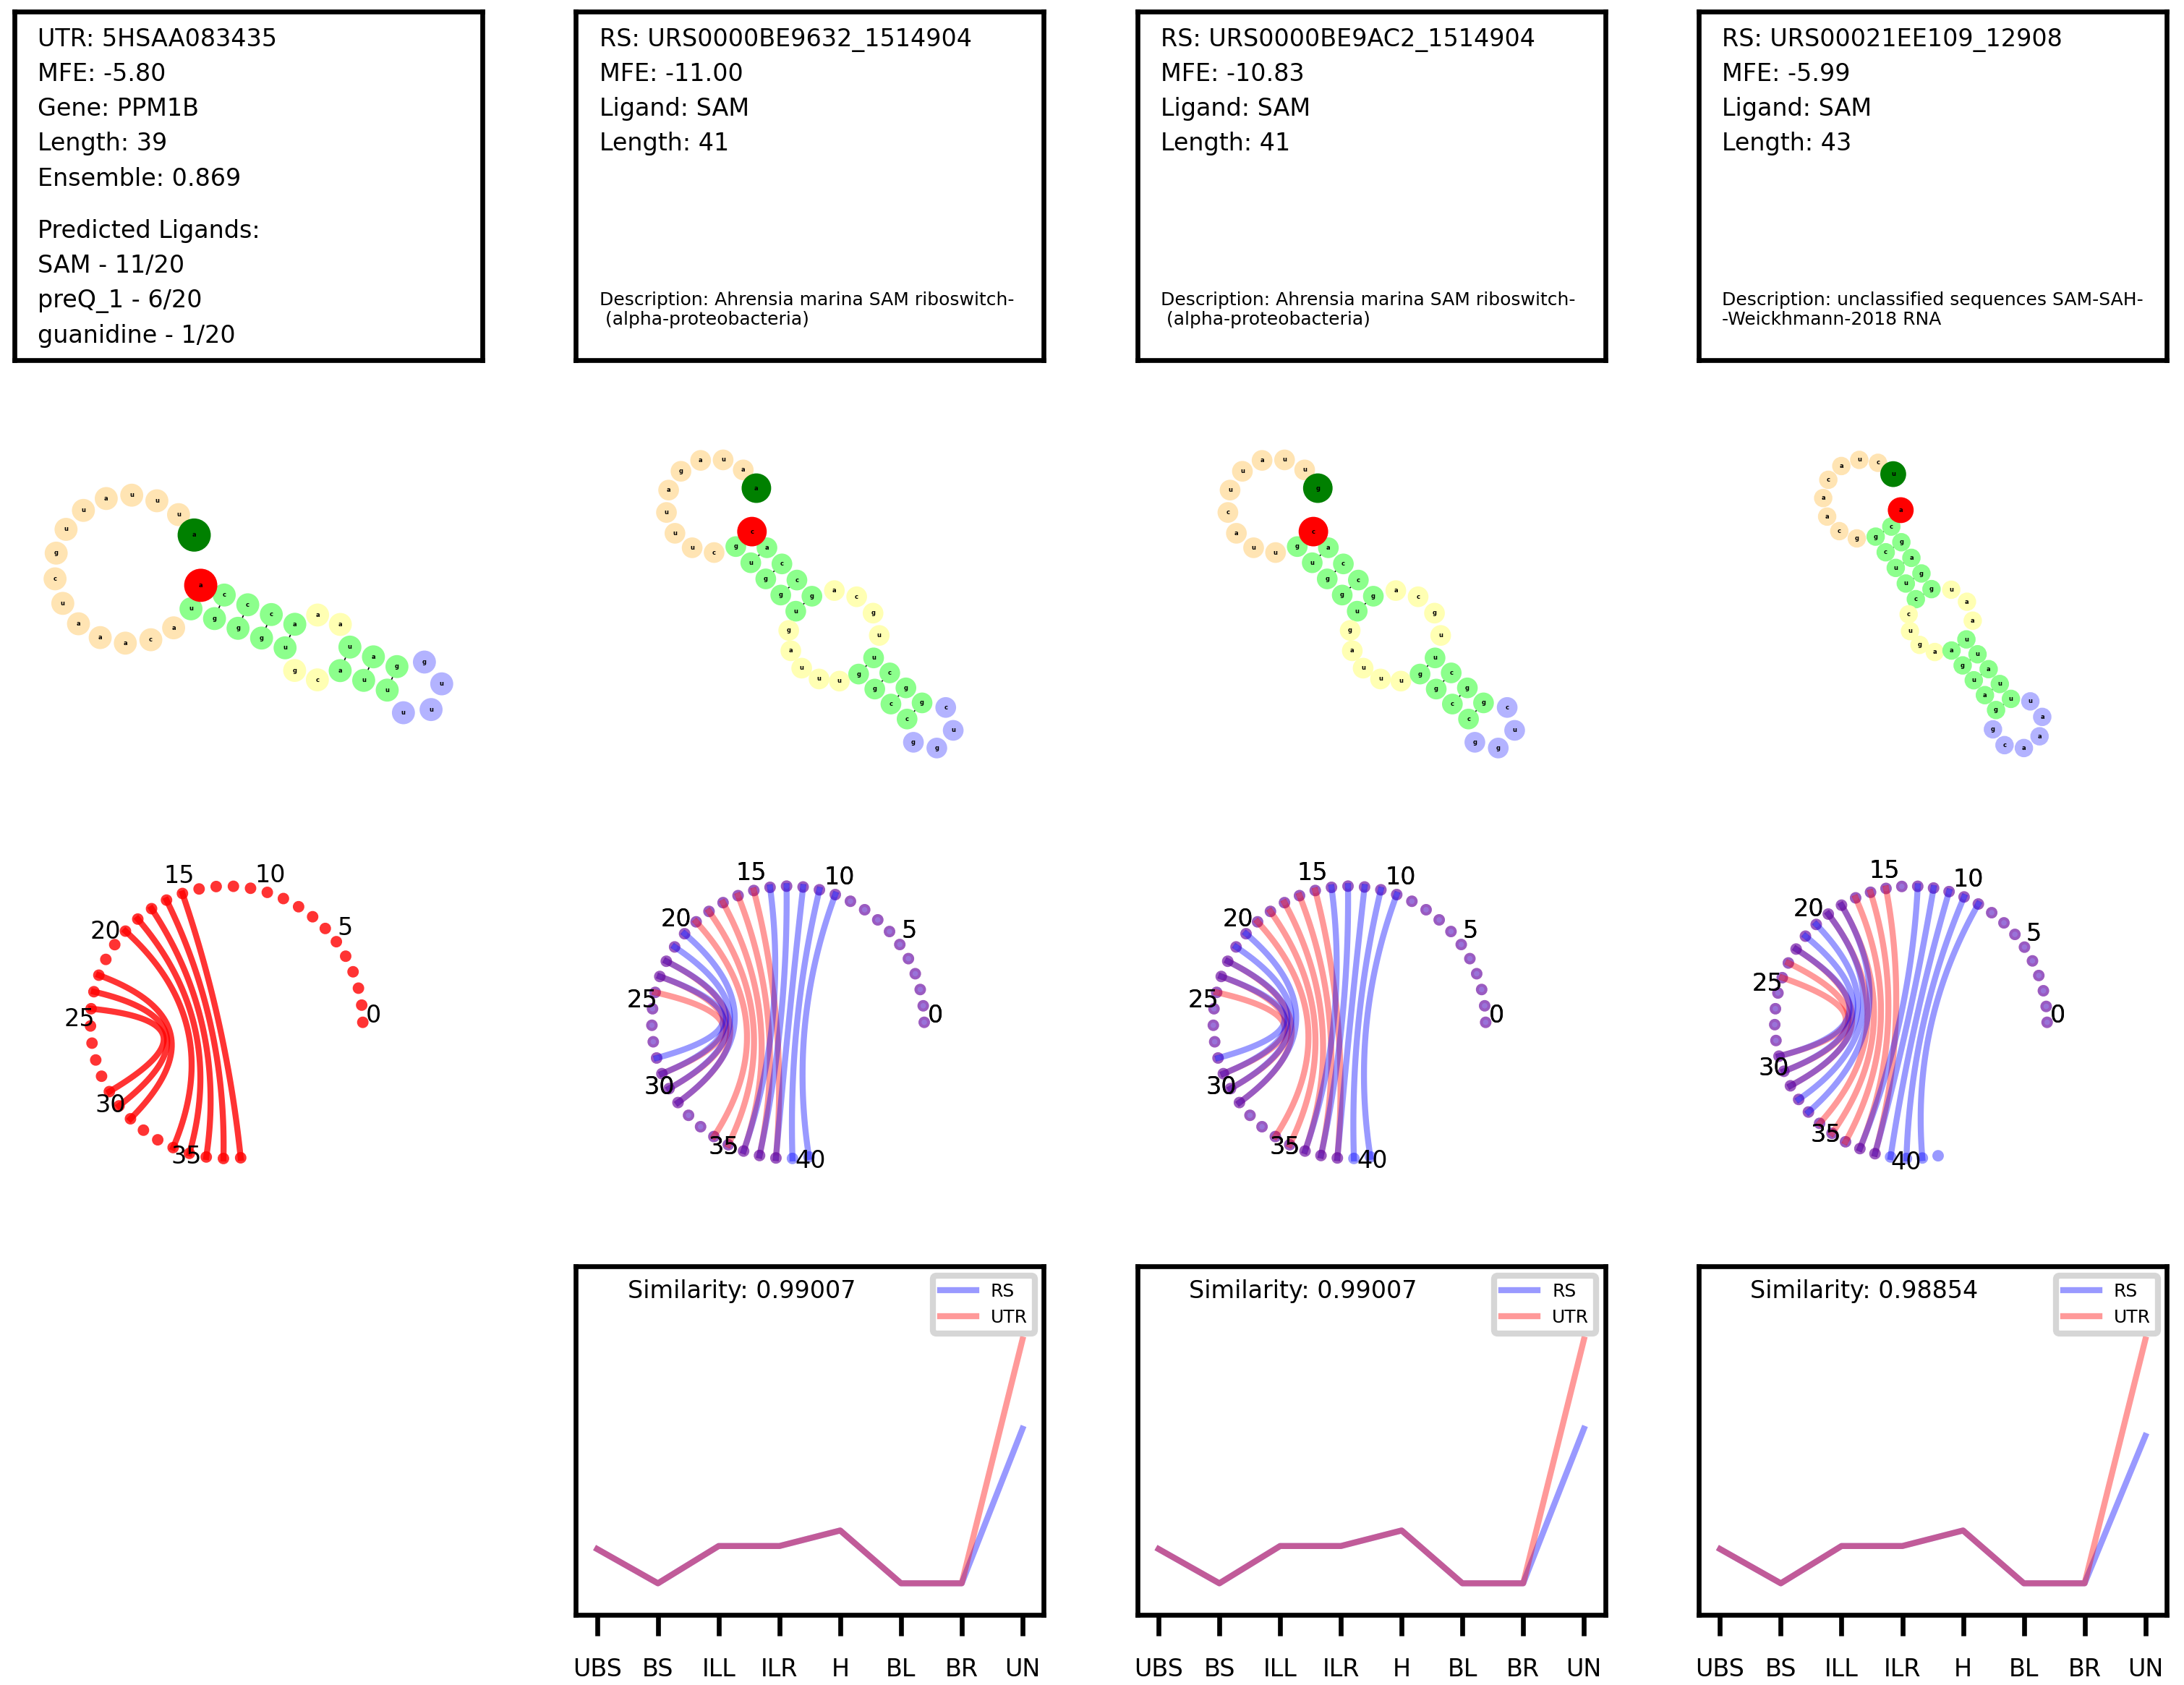 UTR: 5HSAA083435
MFE: -5.80
Gene: PPM1B
Length: 39
Ensemble: 0.869
Predicted Ligands:
SAM - 11/20
preQ_1 - 6/20
guanidine - 1/20
RS: URS0000BE9632_1514904
MFE: -11.00
Ligand: SAM
Length: 41
Description: Ahrensia marina SAM riboswitch-
(alpha-proteobacteria)
RS: URS0000BE9AC2_1514904
MFE: -10.83
Ligand: SAM
Length: 41
Description: Ahrensia marina SAM riboswitch-
(alpha-proteobacteria)
RS: URS00021EE109_12908
MFE: -5.99
Ligand: SAM
Length: 43
Description: unclassified sequences SAM-SAH-
-Weickhmann-2018 RNA
0
5
10
15
20
25
30
35
0
5
10
15
20
25
30
35
40
0
5
10
15
20
25
30
35
40
0
5
10
15
20
25
30
35
40
Similarity: 0.99007
RS
UTR
UBS BS ILL ILR H BL BR UN
Similarity: 0.99007
RS
UTR
UBS BS ILL ILR H BL BR UN
Similarity: 0.98854
RS
UTR
UBS BS ILL ILR H BL BR UN